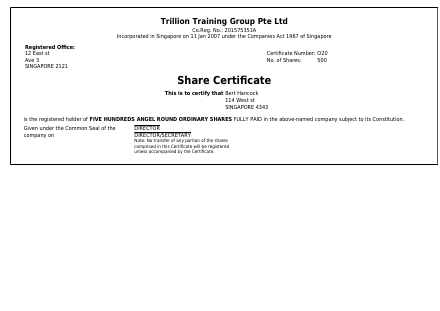 Trillion Training Group Pte Ltd
Co.Reg. No.: 201575351A
Incorporated in Singapore on 11 Jan 2007 under the Companies Act 1967 of Singapore
Registered Office:
12 East st
Ave 3
SINGAPORE 2121
Certificate Number: O20
No. of Shares: 500
Share Certificate
This is to certify that Bert Hancock
114 West st
SINGAPORE 4343
is the registered holder of FIVE HUNDREDS ANGEL ROUND ORDINARY SHARES FULLY PAID in the above-named company subject to its Constitution.
Given under the Common Seal of the
company on
DIRECTOR
DIRECTOR/SECRETARY
Note: No transfer of any portion of the shares
comprised in this Certificate will be registered
unless accompanied by the Certificate.